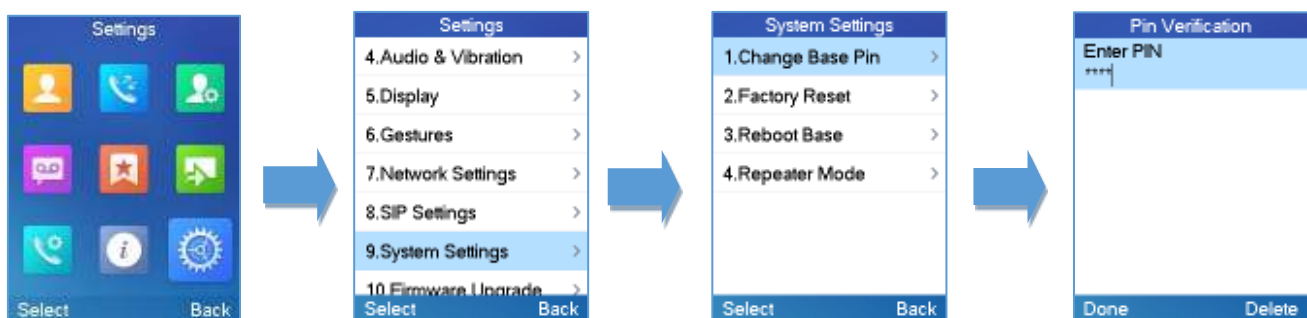 Settings
Select Back
Settings
4.Audio & Vibration
5.Display
6.Gestures
7.Network Settings
8.SIP Settings
9.System Settings
10.Firmware Upgrade
Select Back
System Settings
1.Change Base Pin
2.Factory Reset
3.Reboot Base
4.Repeater Mode
Select Back
Pin Verification
Enter PIN
****
Done Delete